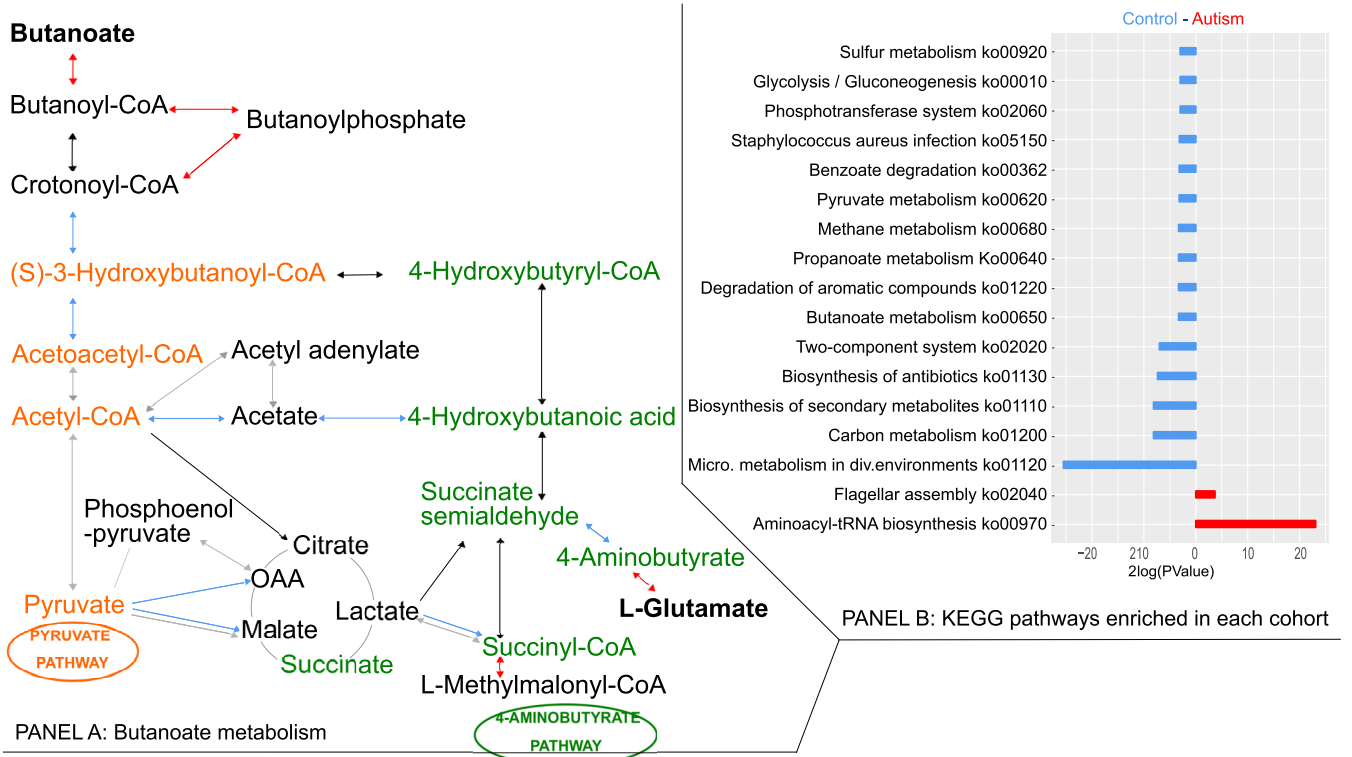 Butanoate
Butanoyl-CoA
Butanoylphosphate
Crotonoyl-CoA
(S)-3-Hydroxybutanoyl-CoA
4-Hydroxybutyryl-CoA
Acetoacetyl-CoA
Acetyl adenylate
Acetyl-CoA
Acetate
4-Hydroxybutanoic acid
Succinate
semialdehyde
Phosphoenol
-pyruvate
Citrate
4-Aminobutyrate
OAA
Pyruvate
Lactate
L-Glutamate
Malate
PYRUVATE
PATHWAY
Succinate
Succinyl-CoA
L-Methylmalonyl-CoA
4-AMINOBUTYRATE
PATHWAY
PANEL A: Butanoate metabolism
Control - Autism
Sulfur metabolism ko00920
Glycolysis / Gluconeogenesis ko00010
Phosphotransferase system ko02060
Staphylococcus aureus infection ko05150
Benzoate degradation ko00362
Pyruvate metabolism ko00620
Methane metabolism ko00680
Propanoate metabolism Ko00640
Degradation of aromatic compounds ko01220
Butanoate metabolism ko00650
Two-component system ko02020
Biosynthesis of antibiotics ko01130
Biosynthesis of secondary metabolites ko01110
Carbon metabolism ko01200
Micro. metabolism in div.environments ko01120
Flagellar assembly ko02040
Aminoacyl-tRNA biosynthesis ko00970
−20 210 0 10 20
2log(PValue)
PANEL B: KEGG pathways enriched in each cohort